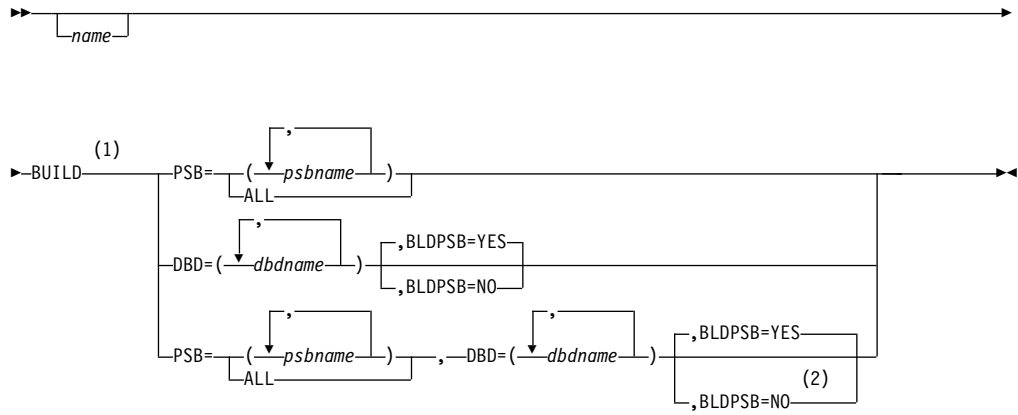 name
,
(1)
BUILD PSB= ( psbname )
ALL
,
,BLDPSB=YES
DBD=( dbdname )
,BLDPSB=NO
, , ,BLDPSB=YES
PSB= ( psbname ) , DBD=( dbdname )
ALL (2)
,BLDPSB=NO